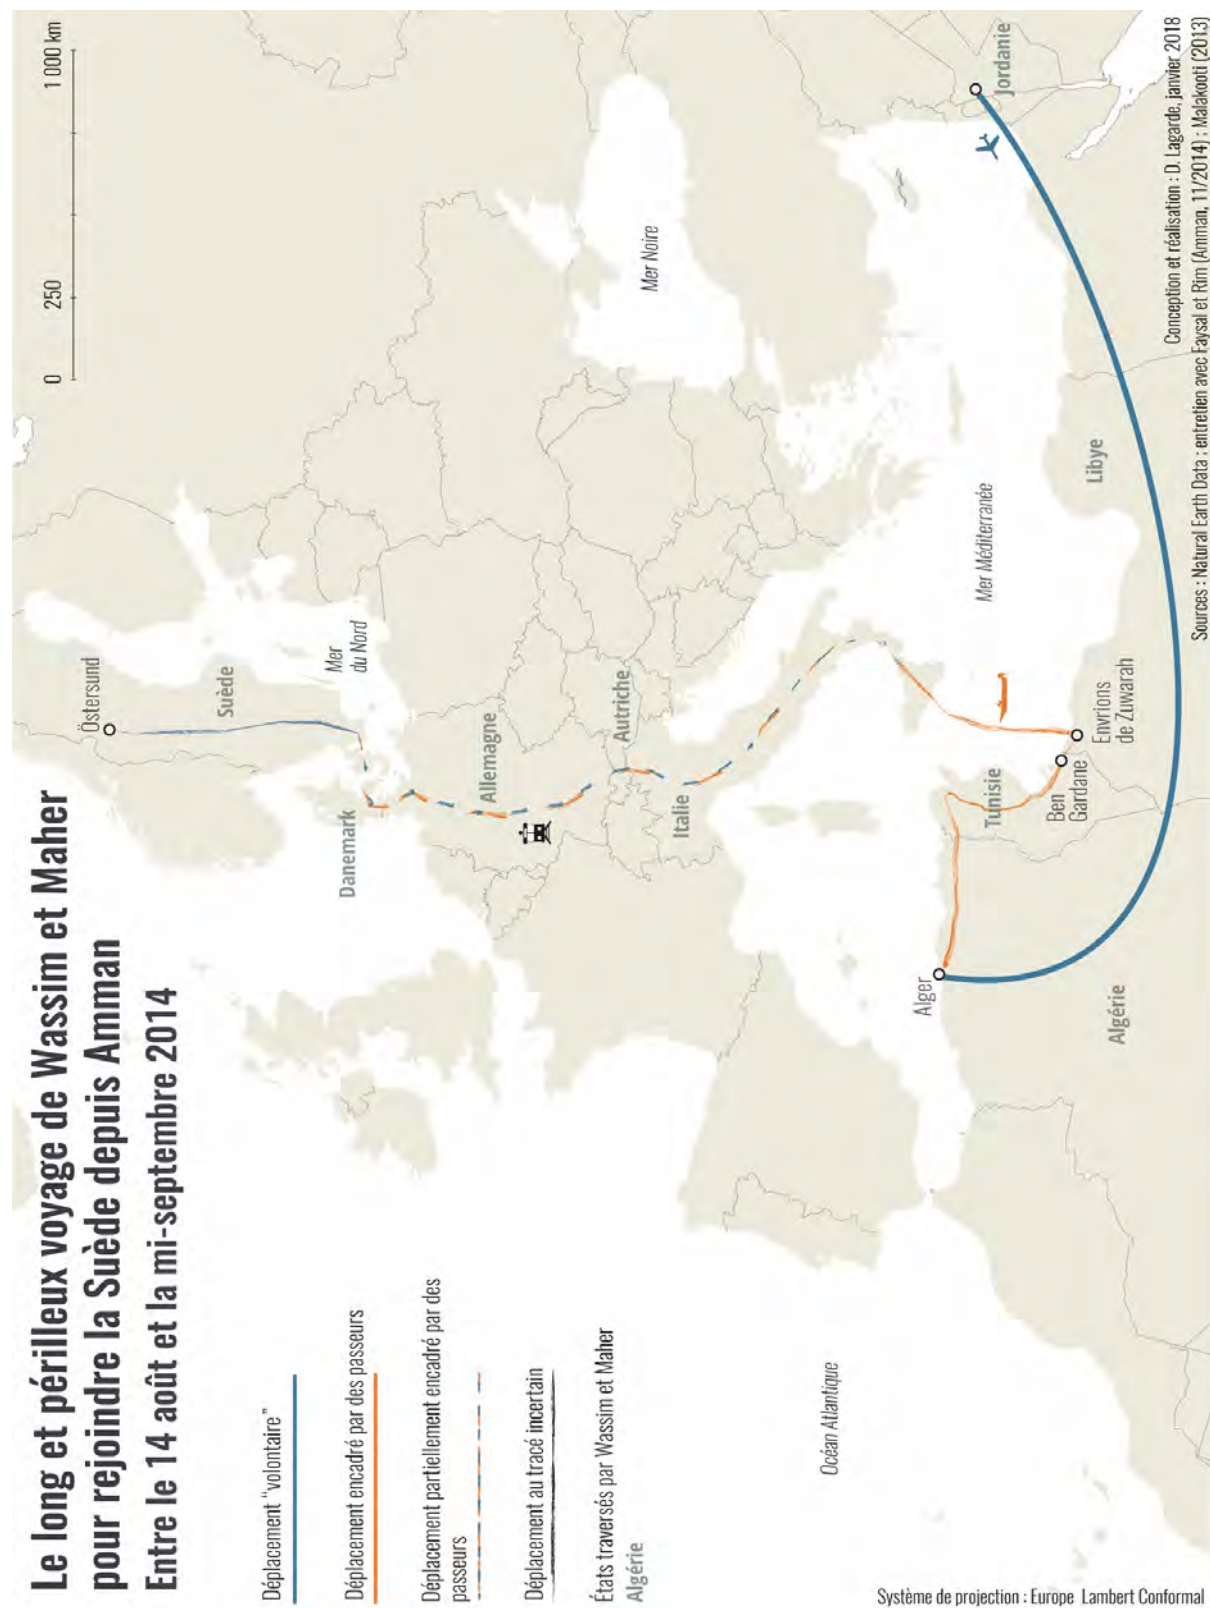 Le long et périlleux voyage de Wassim et Maher
pour rejoindre la Suède depuis Amman
Entre le 14 août et la mi-septembre 2014
0
250
1 000 km
Déplacement “volontaire”
Déplacement encadré par des passeurs
Déplacement partiellement encadré par des
passeurs
Déplacement au tracé incertain
États traversés par Wassim et Maher
Algérie
Östersund
Suède
Mer
du Nord
Danemark
Allemagne
Autriche
Italie
Mer Noire
Mer Méditerranée
Océan Atlantique
Alger
Algérie
Tunisie
Ben
Gardane
Envrions
de Zuwarah
Libye
Jordanie
Système de projection : Europe Lambert Conformal
Conception et réalisation : D. Lagarde, janvier 2018
Sources : Natural Earth Data ; entretien avec Faysal et Rim (Amman, 11/2014) ; Malakooti (2013)